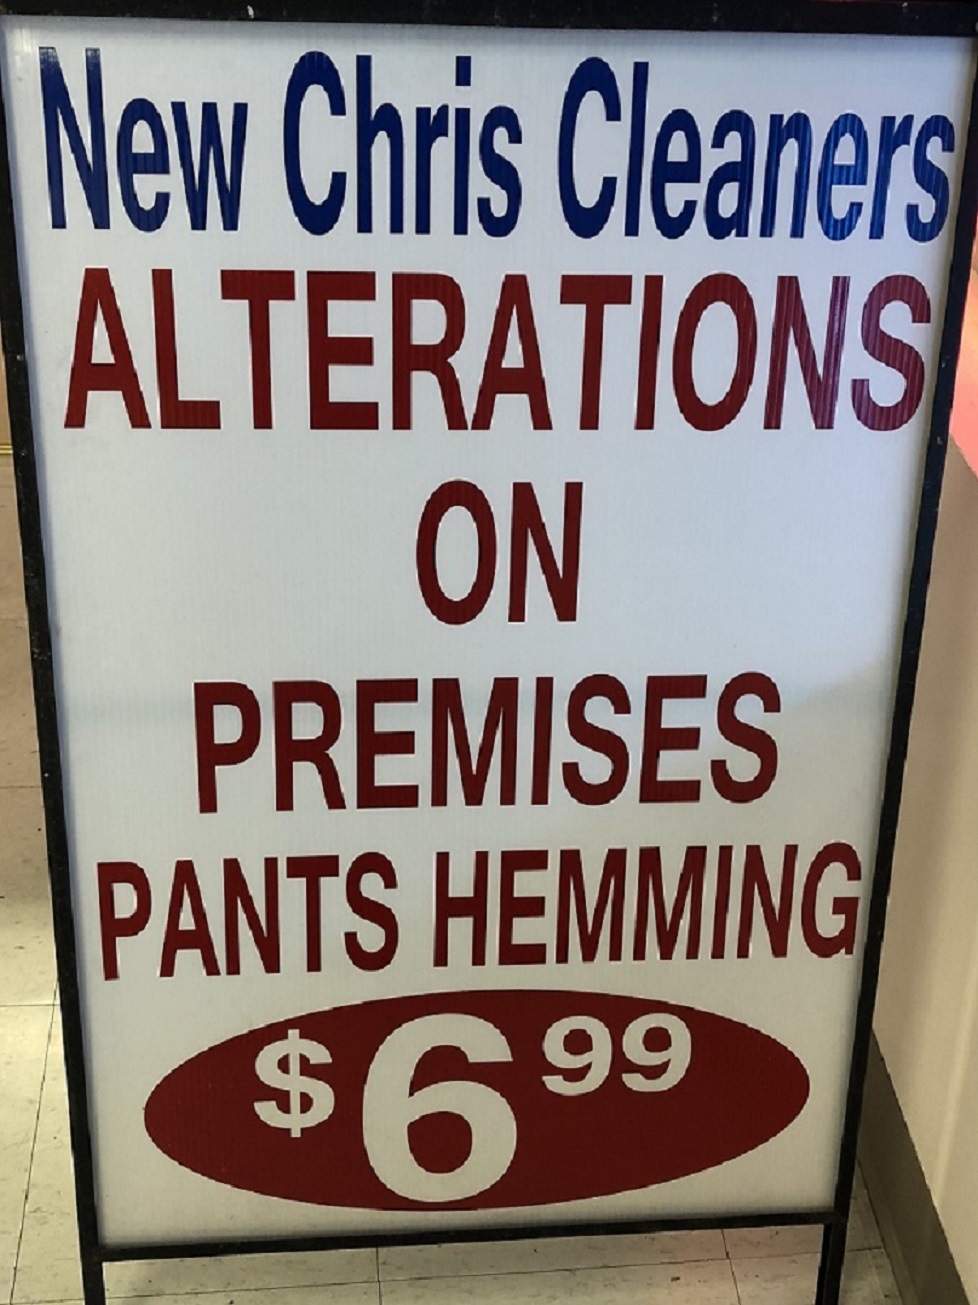 New Chris Cleaners
ALTERATIONS
ON
PREMISES
PANTS HEMMING
$6 99